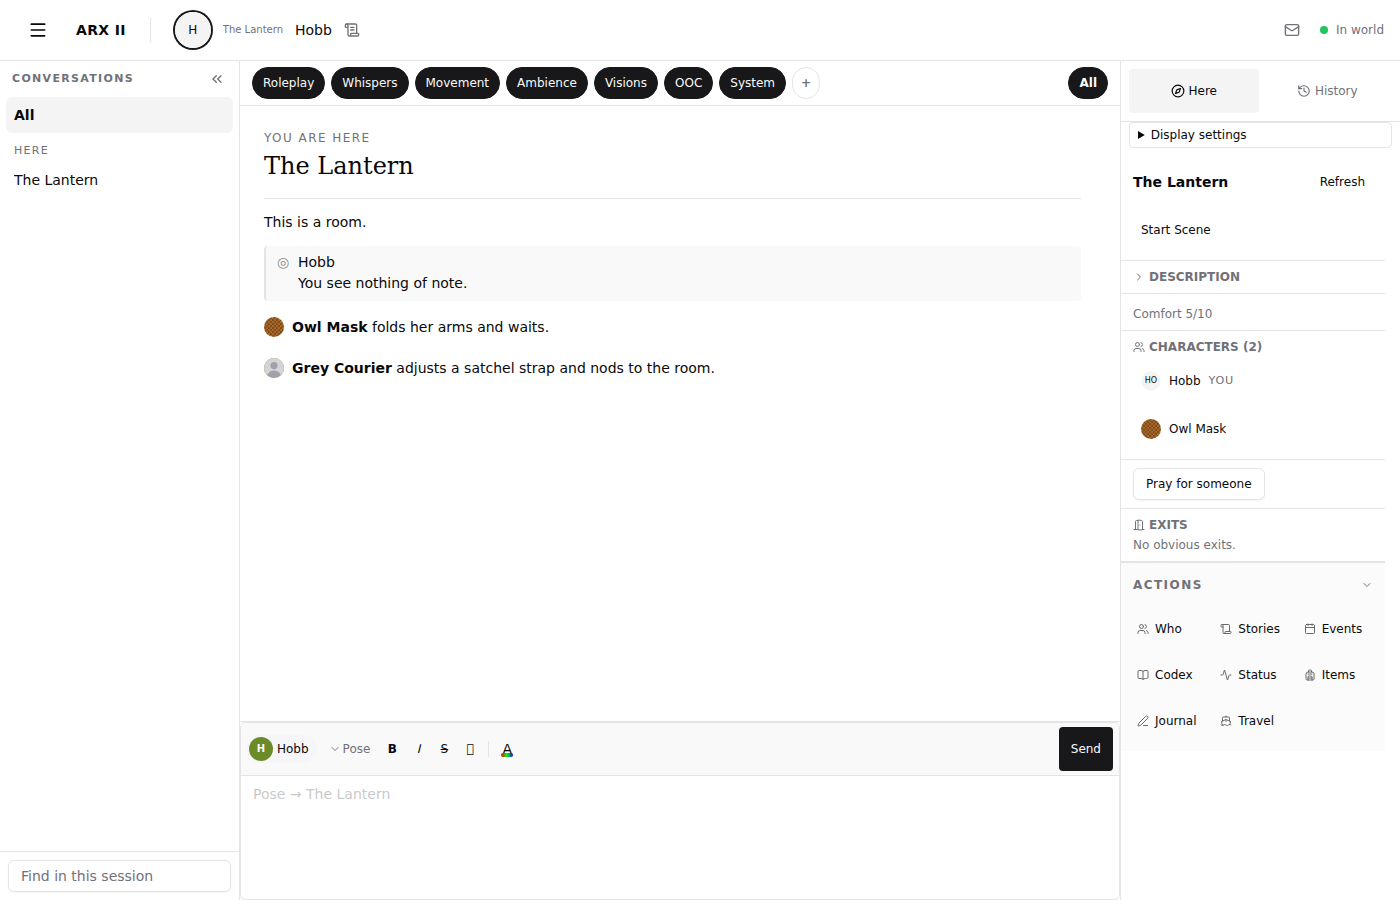 ARX II
H
The Lantern
Hobb
In world
CONVERSATIONS
All
HERE
The Lantern
Find in this session
Roleplay
Whispers
Movement
Ambience
Visions
OOC
System
+
All
YOU ARE HERE
The Lantern
This is a room.
Hobb
You see nothing of note.
Owl Mask folds her arms and waits.
Grey Courier adjusts a satchel strap and nods to the room.
H
Hobb
Pose
B
I
S
A
Send
Pose → The Lantern
Here
History
Display settings
The Lantern
Refresh
Start Scene
DESCRIPTION
Comfort 5/10
CHARACTERS (2)
HO
Hobb YOU
Owl Mask
Pray for someone
EXITS
No obvious exits.
ACTIONS
Who
Stories
Events
Codex
Status
Items
Journal
Travel